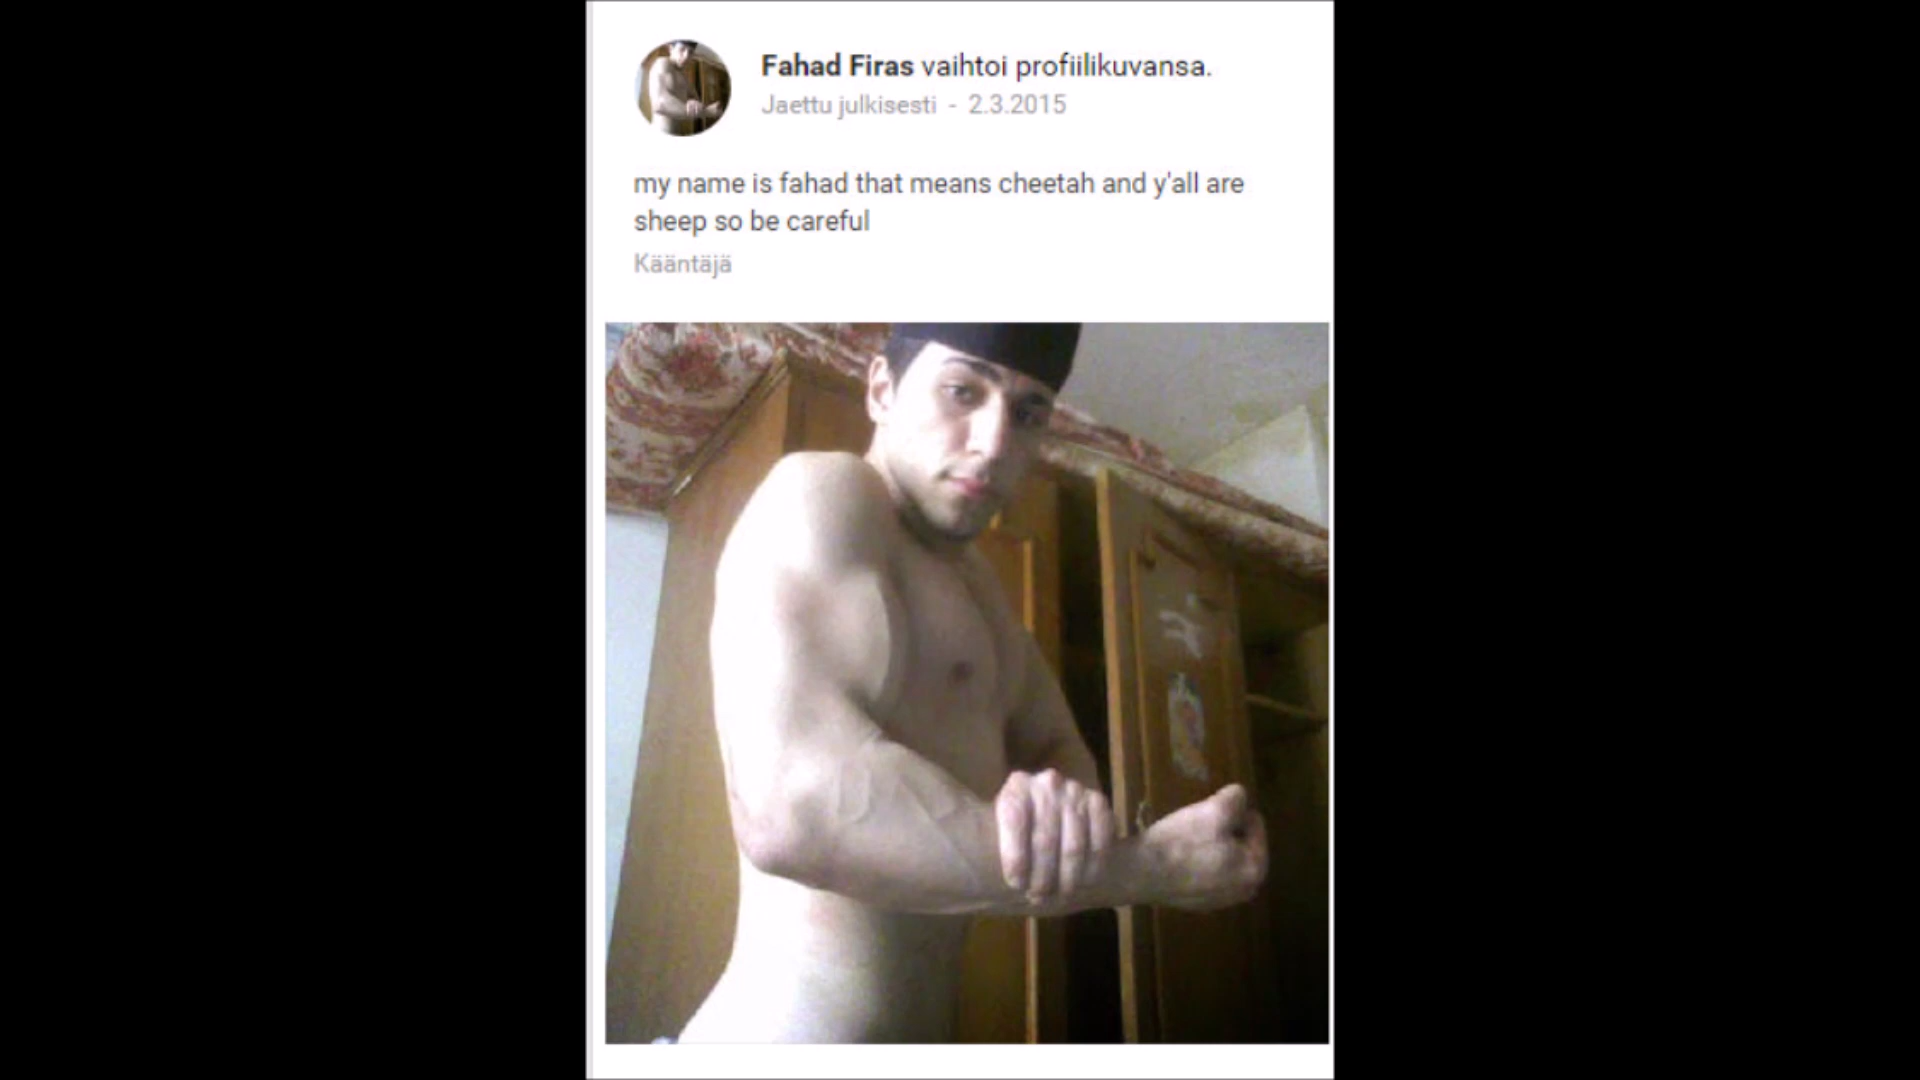 Fahad Firas vaihtoi profiilikuvansa.
Jaettu julkisesti - 2.3.2015
my name is fahad that means cheetah and y'all are
sheep so be careful
Kääntäjä